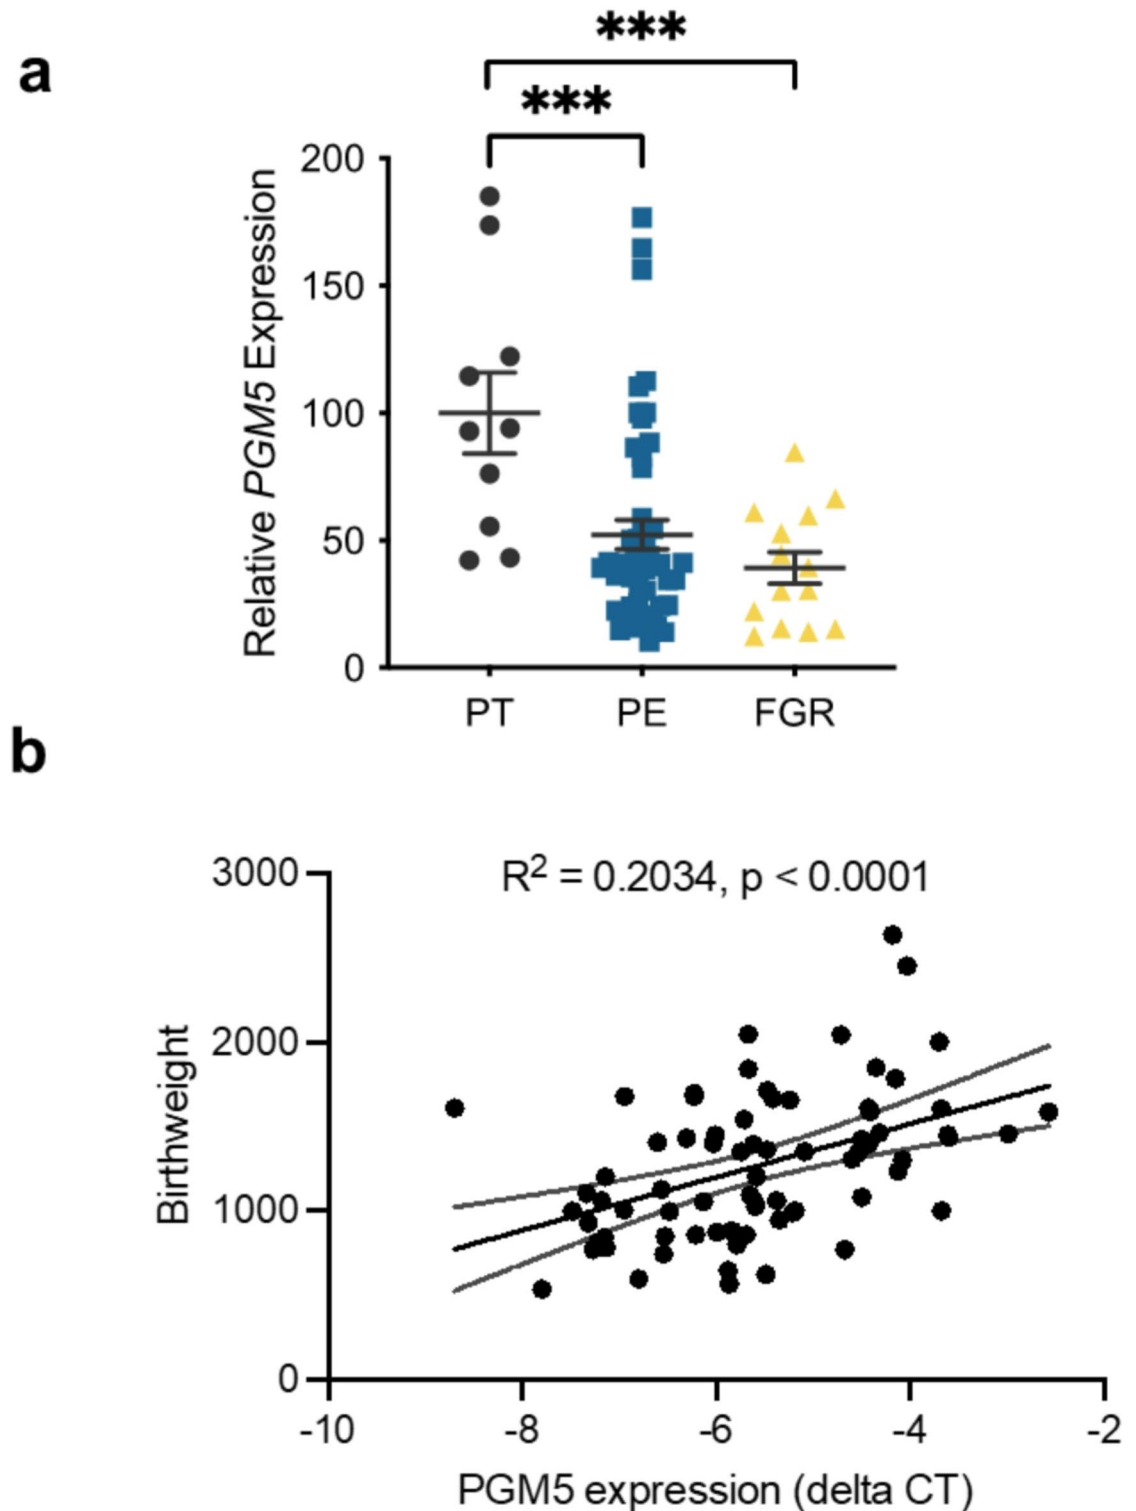 a
***
***
200
150
100
50
0
Relative PGM5 Expression
PT PE FGR
b
R² = 0.2034, p < 0.0001
3000
2000
1000
0
Birthweight
-10 -8 -6 -4 -2
PGM5 expression (delta CT)